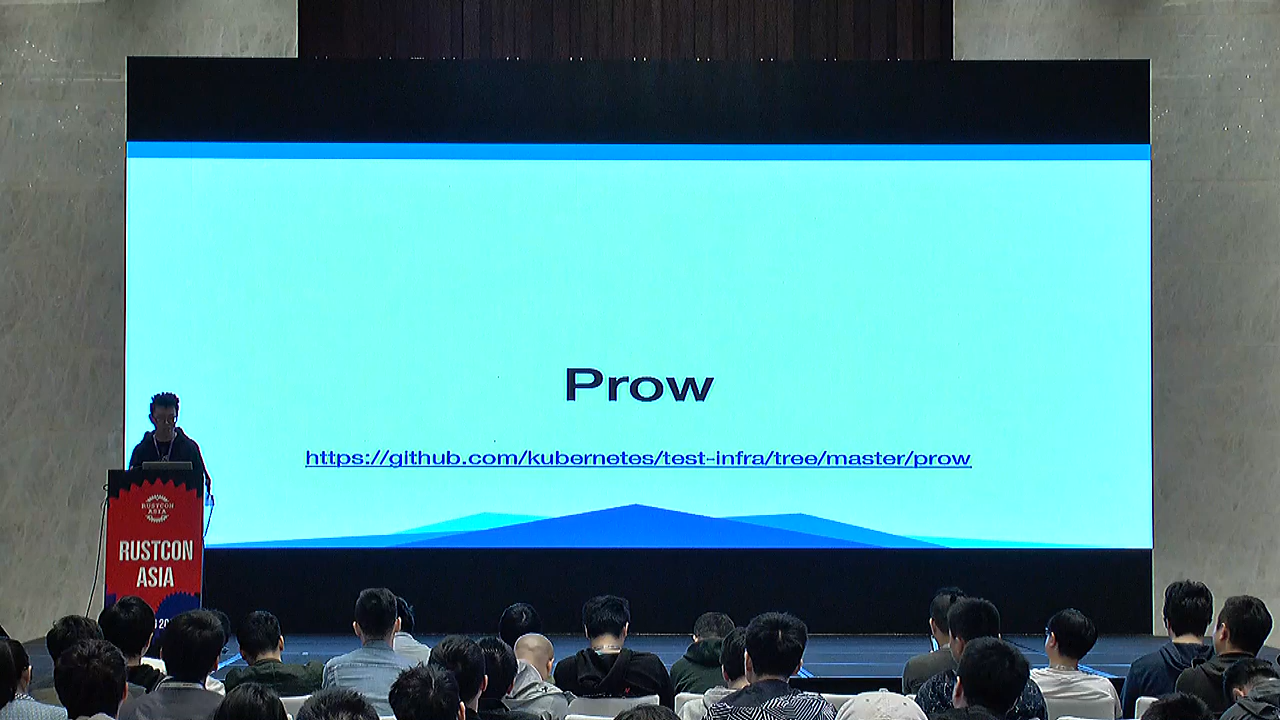 Prow
https://github.com/kubernetes/test-infra/tree/master/prow
RUSTCON
ASIA
RUSTCON
ASIA